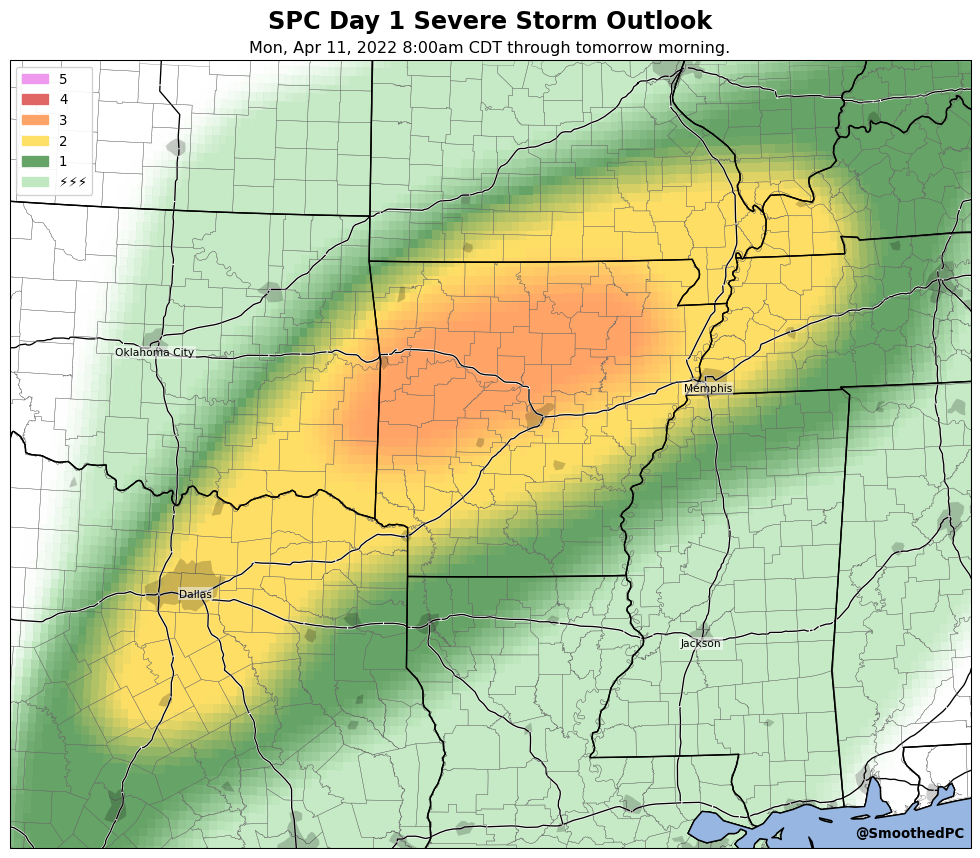 SPC Day 1 Severe Storm Outlook
Mon, Apr 11, 2022 8:00am CDT through tomorrow morning.
5
4
3
2
1
⚡⚡⚡
Oklahoma City
Memphis
Dallas
Jackson
@SmoothedPC